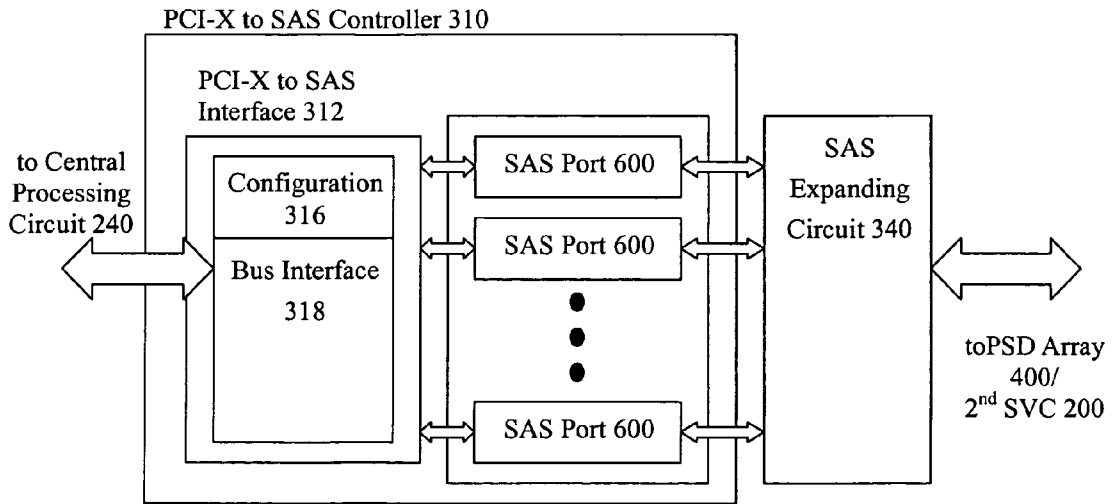 PCI-X to SAS Controller 310
PCI-X to SAS
Interface 312
to Central
Processing
Circuit 240
Configuration
316
Bus Interface
318
SAS Port 600
SAS Port 600
SAS Port 600
SAS
Expanding
Circuit 340
toPSD Array
400/
2nd SVC 200